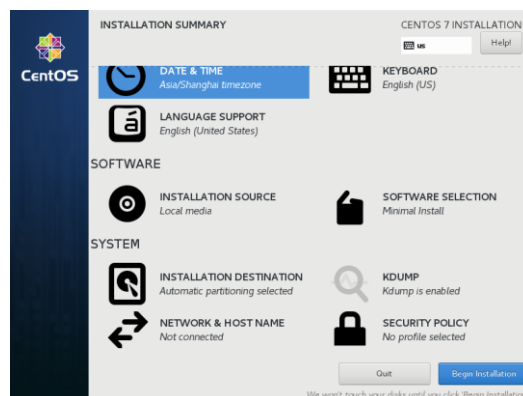 INSTALLATION SUMMARY
CENTOS 7 INSTALLATION
us
Help!
CentOS
DATE & TIME
Asia/Shanghai timezone
KEYBOARD
English (US)
LANGUAGE SUPPORT
English (United States)
SOFTWARE
INSTALLATION SOURCE
Local media
SOFTWARE SELECTION
Minimal Install
SYSTEM
INSTALLATION DESTINATION
Automatic partitioning selected
KDUMP
Kdump is enabled
NETWORK & HOST NAME
Not connected
SECURITY POLICY
No profile selected
Quit
Begin Installation
We won't touch your disks until you click 'Begin Installation